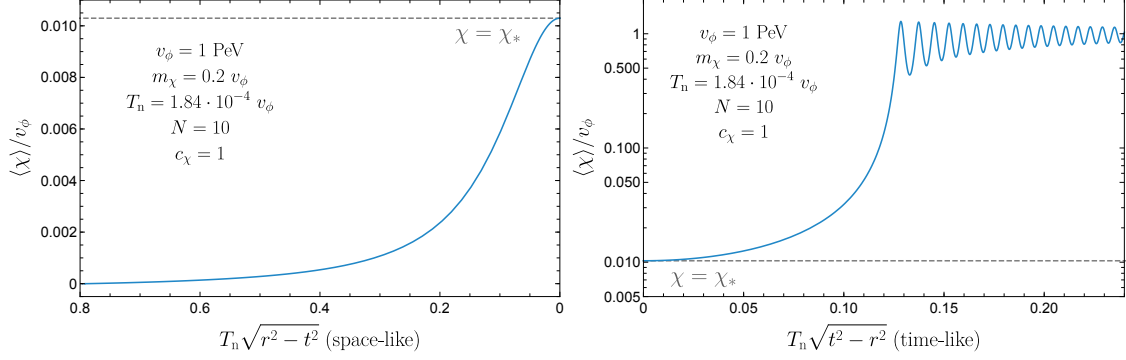 ⟨χ⟩/v_ϕ
0.010
0.008
0.006
0.004
0.002
0
v_ϕ = 1 PeV
m_χ = 0.2 v_ϕ
T_n = 1.84 · 10^{-4} v_ϕ
N = 10
c_χ = 1
χ = χ_*
0.8 0.6 0.4 0.2 0
T_n√(r² − t²) (space-like)
⟨χ⟩/v_ϕ
1
0.500
0.100
0.050
0.010
0.005
v_ϕ = 1 PeV
m_χ = 0.2 v_ϕ
T_n = 1.84 · 10^{-4} v_ϕ
N = 10
c_χ = 1
χ = χ_*
0.00 0.05 0.10 0.15 0.20
T_n√(t² − r²) (time-like)